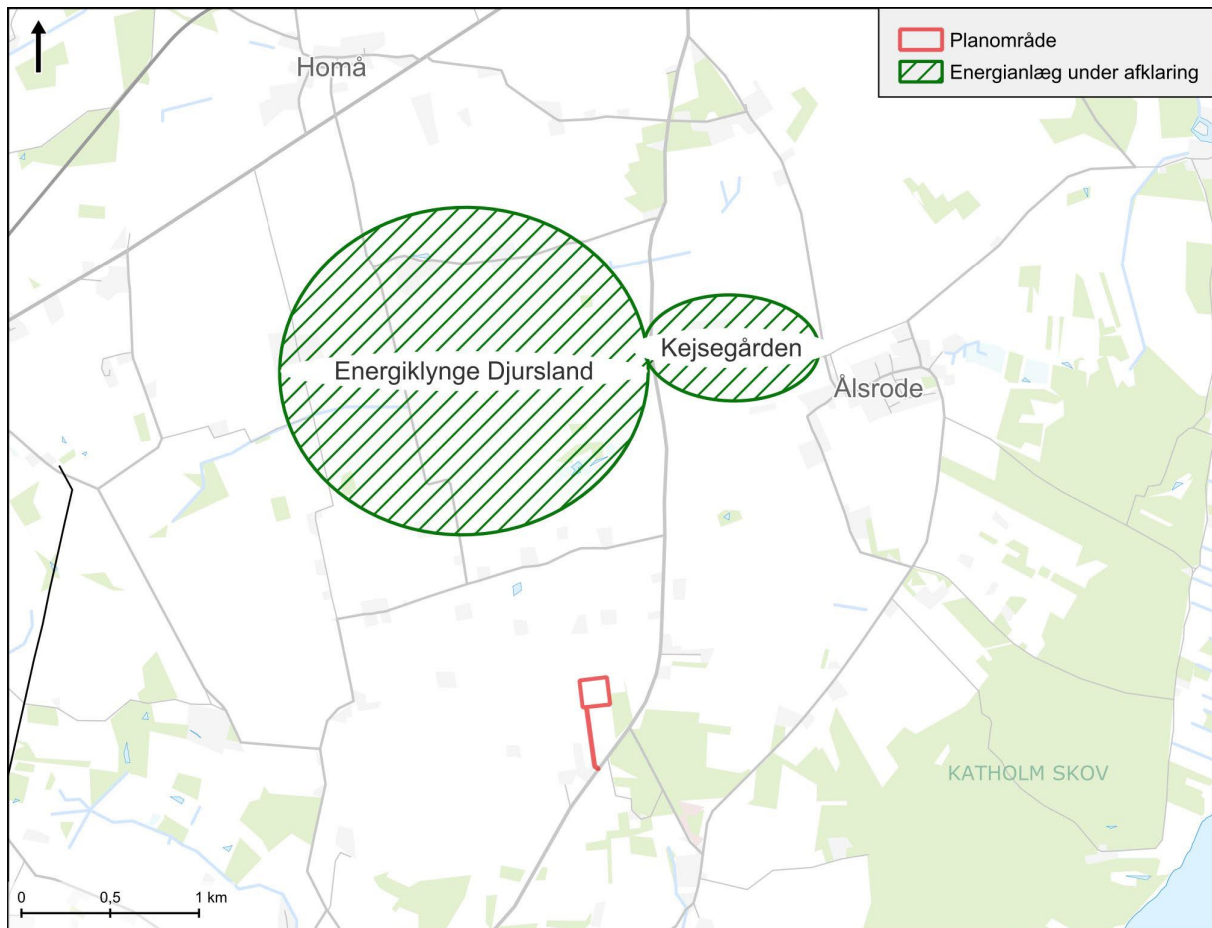 Planområde
Energianlæg under afklaring
Homå
Kejsegården
Energiklynge Djursland
Ålsrode
KATHOLM SKOV
0 0,5 1 km